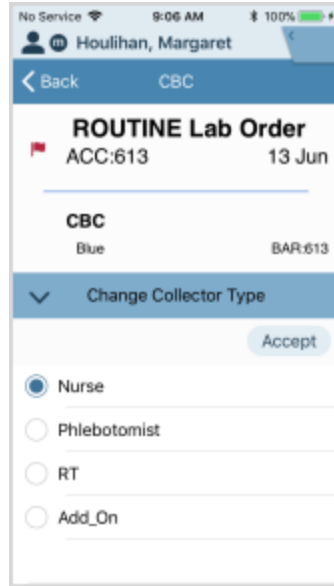 No Service 9:06 AM 100%
m Houlihan, Margaret
Back CBC
ROUTINE Lab Order
ACC:613 13 Jun
CBC
Blue BAR:613
Change Collector Type
Accept
Nurse
Phlebotomist
RT
Add_On